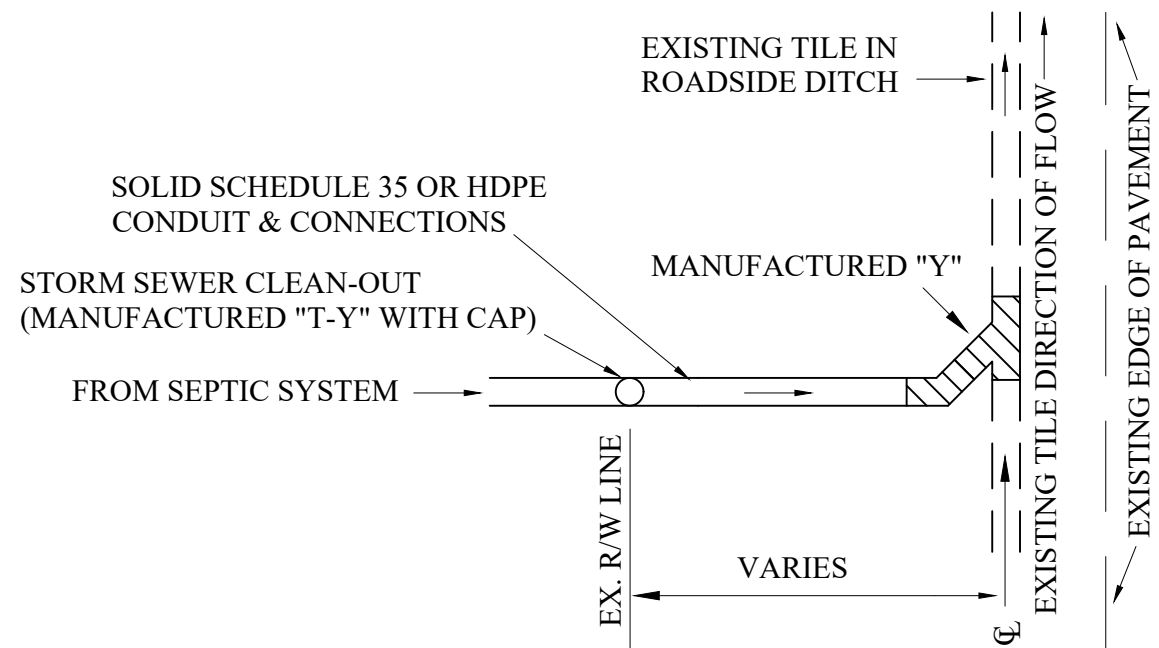 EXISTING TILE IN
ROADSIDE DITCH
SOLID SCHEDULE 35 OR HDPE
CONDUIT & CONNECTIONS
MANUFACTURED "Y"
STORM SEWER CLEAN-OUT
(MANUFACTURED "T-Y" WITH CAP)
FROM SEPTIC SYSTEM
EX. R/W LINE
VARIES
℄
EXISTING TILE DIRECTION OF FLOW
EXISTING EDGE OF PAVEMENT